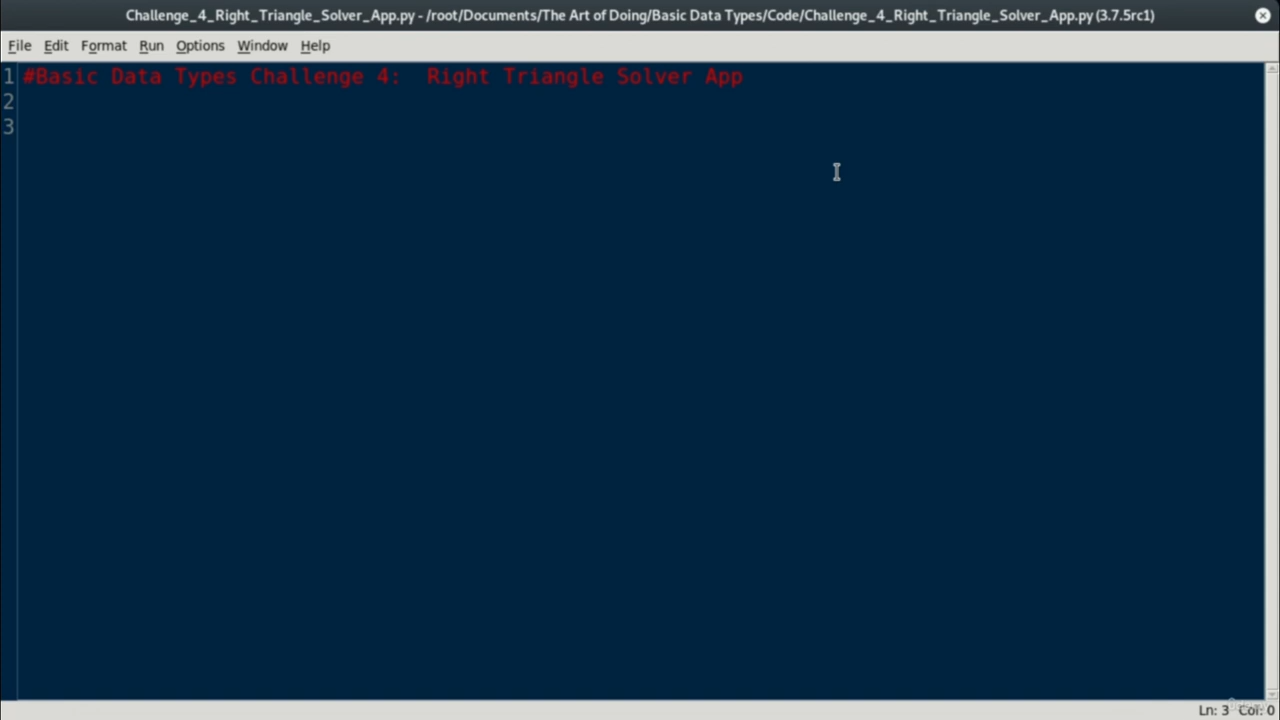 Challenge_4_Right_Triangle_Solver_App.py - /root/Documents/The Art of Doing/Basic Data Types/Code/Challenge_4_Right_Triangle_Solver_App.py (3.7.5rc1)
File Edit Format Run Options Window Help
1 #Basic Data Types Challenge 4:  Right Triangle Solver App
2
3
Ln: 3 Col: 0